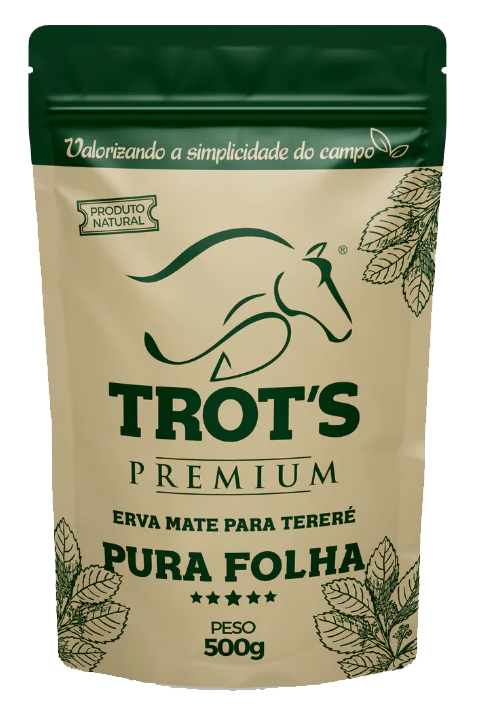 Valorizando a simplicidade do campo
PRODUTO
NATURAL
®
TROT'S
PREMIUM
ERVA MATE PARA TERERÉ
PURA FOLHA
PESO
500g